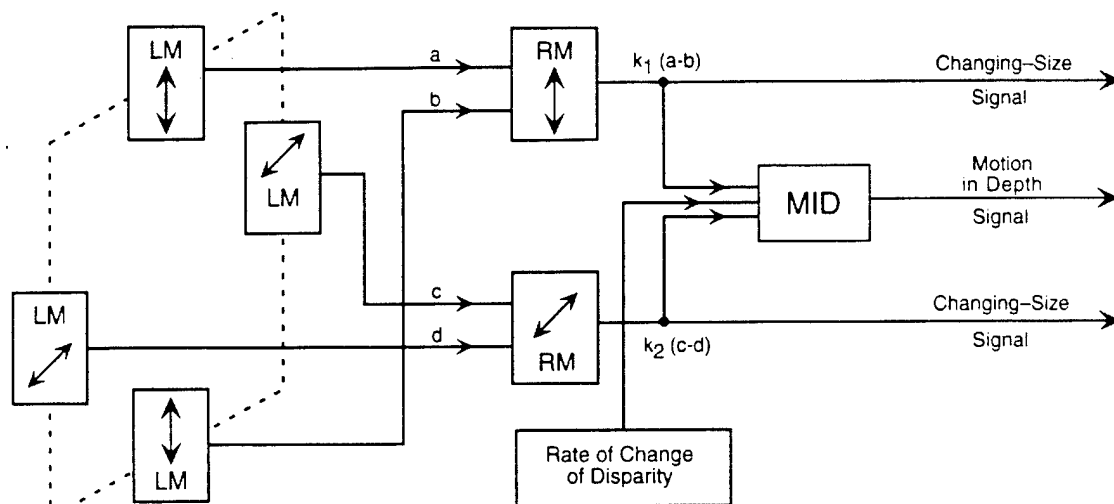 LM
a
RM
k1 (a-b)
Changing–Size
Signal
b
LM
Motion
in Depth
Signal
MID
LM
c
d
RM
k2 (c-d)
Changing–Size
Signal
LM
Rate of Change
of Disparity